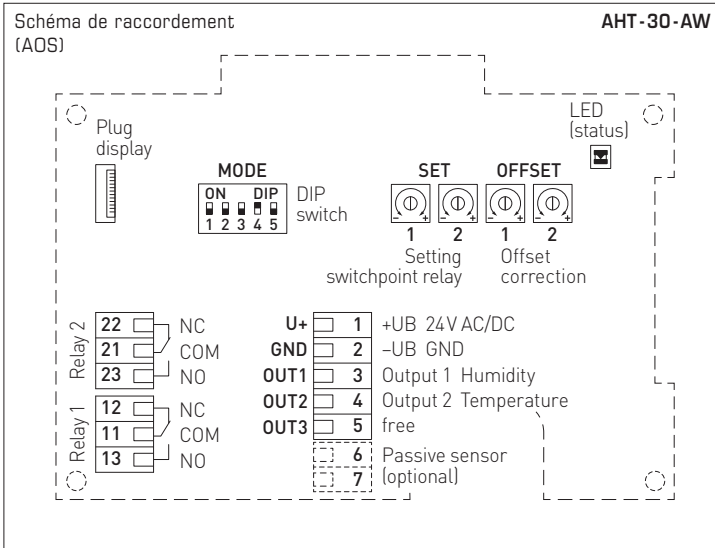 Schéma de raccordement
(AOS)
AHT-30-AW
LED
(status)
Plug
display
MODE
ON DIP
1 2 3 4 5
DIP
switch
SET
OFFSET
- + - + - + - +
1 2 1 2
Setting
switchpoint relay
Offset
correction
Relay 2
22 NC
21 COM
23 NO
Relay 1
12 NC
11 COM
13 NO
U+ 1 +UB 24V AC/DC
GND 2 –UB GND
OUT1 3 Output 1 Humidity
OUT2 4 Output 2 Temperature
OUT3 5 free
6 Passive sensor
7 (optional)